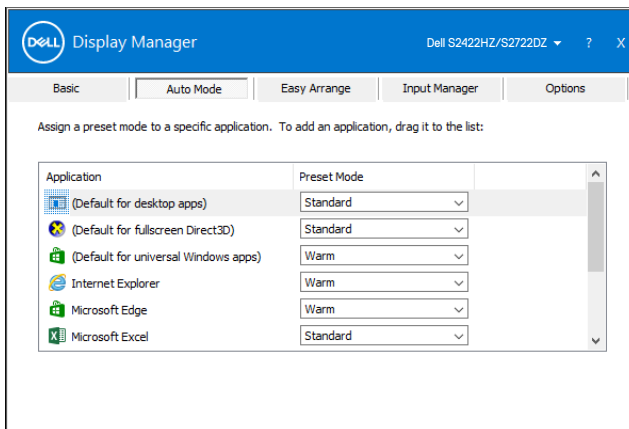 DELL Display Manager Dell S2422HZ/S2722DZ ? X
Basic Auto Mode Easy Arrange Input Manager Options
Assign a preset mode to a specific application. To add an application, drag it to the list:
Application Preset Mode
(Default for desktop apps) Standard
(Default for fullscreen Direct3D) Standard
(Default for universal Windows apps) Warm
Internet Explorer Warm
Microsoft Edge Warm
Microsoft Excel Standard